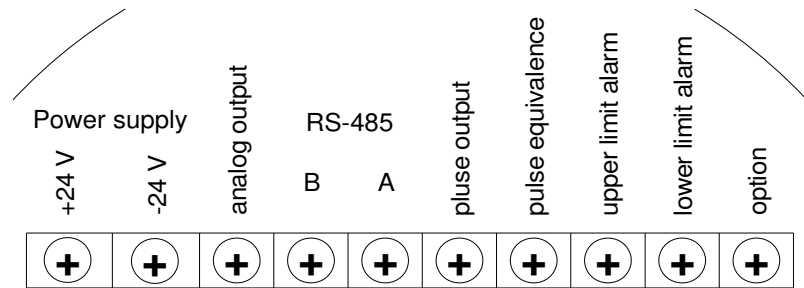 Power supply
+24 V
-24 V
analog output
RS-485
B
A
pluse output
pulse equivalence
upper limit alarm
lower limit alarm
option